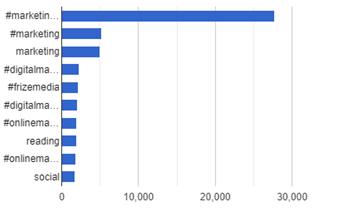 #marketin...
#marketing
marketing
#digitalma...
#frizemedia
#digitalma...
#onlinema...
reading
#onlinema...
social
0 10,000 20,000 30,000